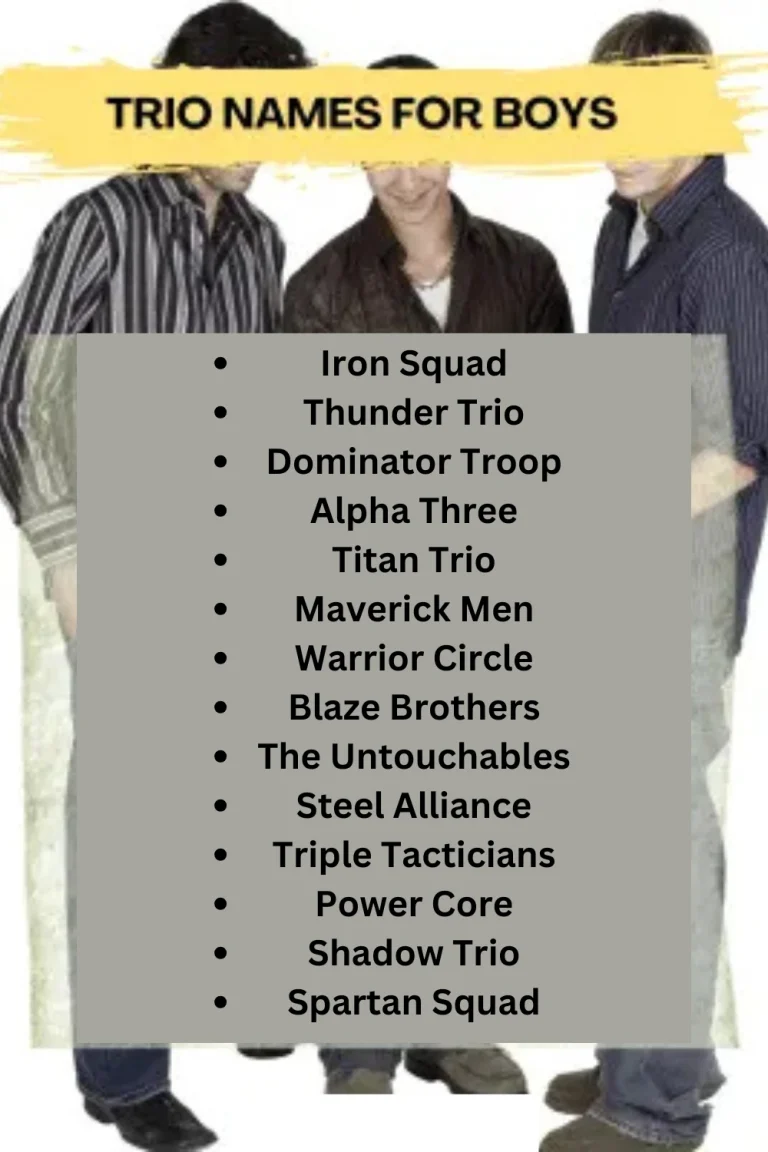 TRIO NAMES FOR BOYS
• Iron Squad
• Thunder Trio
• Dominator Troop
• Alpha Three
• Titan Trio
• Maverick Men
• Warrior Circle
• Blaze Brothers
• The Untouchables
• Steel Alliance
• Triple Tacticians
• Power Core
• Shadow Trio
• Spartan Squad